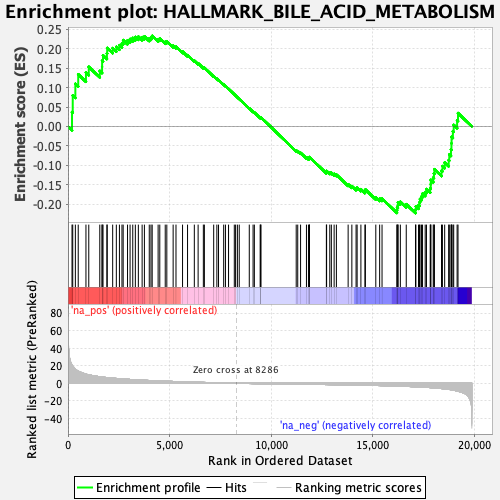 Enrichment plot: HALLMARK_BILE_ACID_METABOLISM
Enrichment score (ES)
0.25
0.20
0.15
0.10
0.05
0.00
-0.05
-0.10
-0.15
-0.20
'na_pos' (positively correlated)
Ranked list metric (PreRanked)
80
60
40
20
0
-20
-40
Zero cross at 8286
'na_neg' (negatively correlated)
0
5,000
10,000
15,000
20,000
Rank in Ordered Dataset
Enrichment profile
Hits
Ranking metric scores